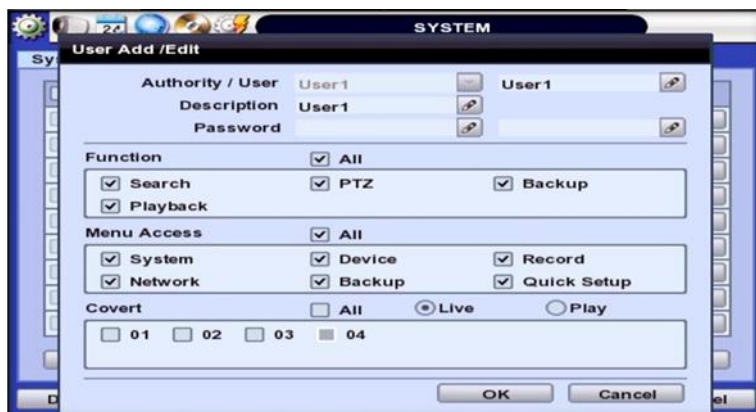 SYSTEM
User Add /Edit
Sy
Authority / User User1 User1
Description User1
Password
Function All
Search PTZ Backup
Playback
Menu Access All
System Device Record
Network Backup Quick Setup
Covert All Live Play
01 02 03 04
OK Cancel
D el